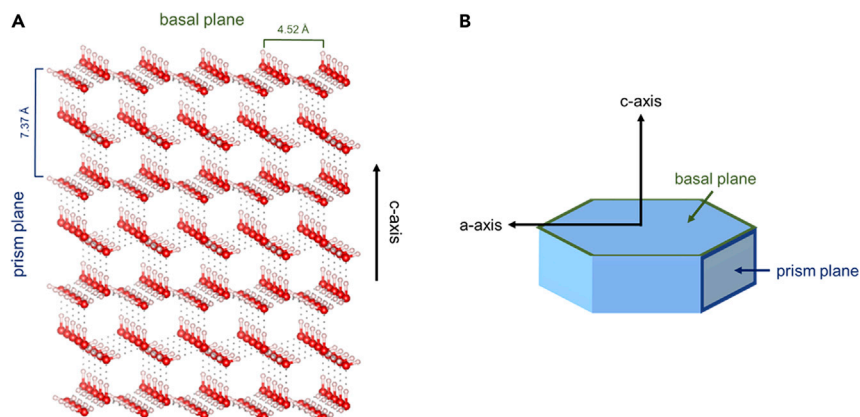 A
basal plane
4.52 Å
7.37 Å
prism plane
c-axis
B
c-axis
basal plane
a-axis
prism plane